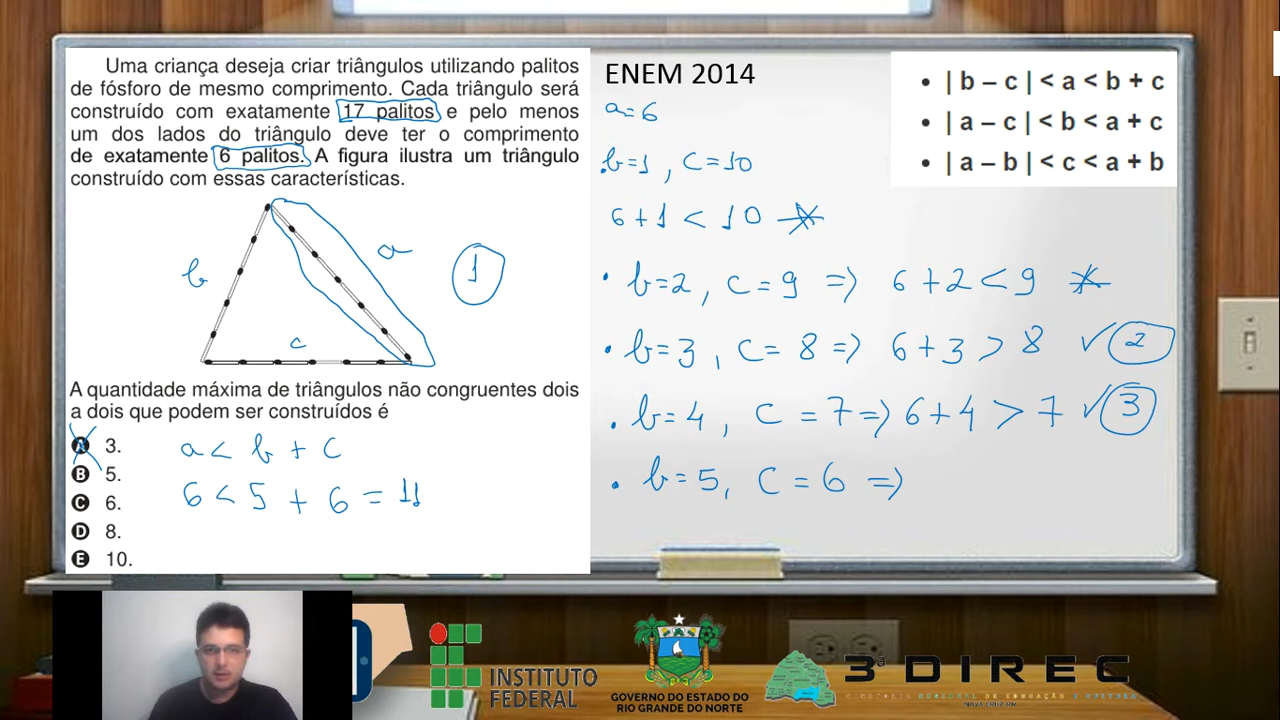 Uma criança deseja criar triângulos utilizando palitos
de fósforo de mesmo comprimento. Cada triângulo será
construído com exatamente 17 palitos e pelo menos
um dos lados do triângulo deve ter o comprimento
de exatamente 6 palitos. A figura ilustra um triângulo
construído com essas características.
b
a
c
1
A quantidade máxima de triângulos não congruentes dois
a dois que podem ser construídos é
A 3.
B 5.
C 6.
D 8.
E 10.
a < b + c
6 < 5 + 6 = 11
ENEM 2014
a=6
b=1, C=10
6+1 < 10
• b=2, C=9 => 6+2<9
• b=3, C=8 => 6+3>8 ✓ 2
• b=4, C=7 => 6+4>7 ✓ 3
• b=5, C=6 =>
• | b – c | < a < b + c
• | a – c | < b < a + c
• | a – b | < c < a + b
INSTITUTO
FEDERAL
GOVERNO DO ESTADO DO
RIO GRANDE DO NORTE
3ª DIREC
NOVA CRUZ-RN